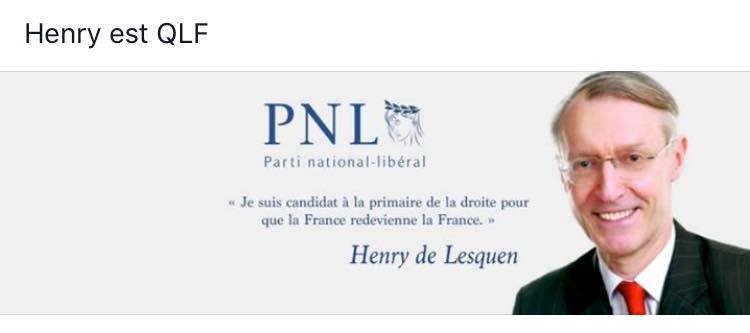 Henry est QLF
PNL
Parti national-libéral
« Je suis candidat à la primaire de la droite pour
que la France redevienne la France. »
Henry de Lesquen